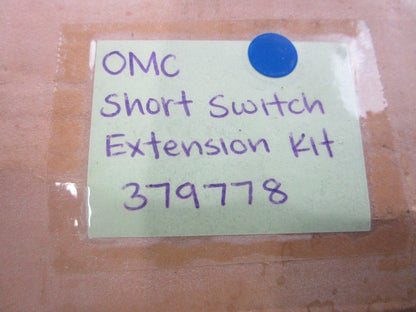 OMC
Short Switch
Extension Kit
379778